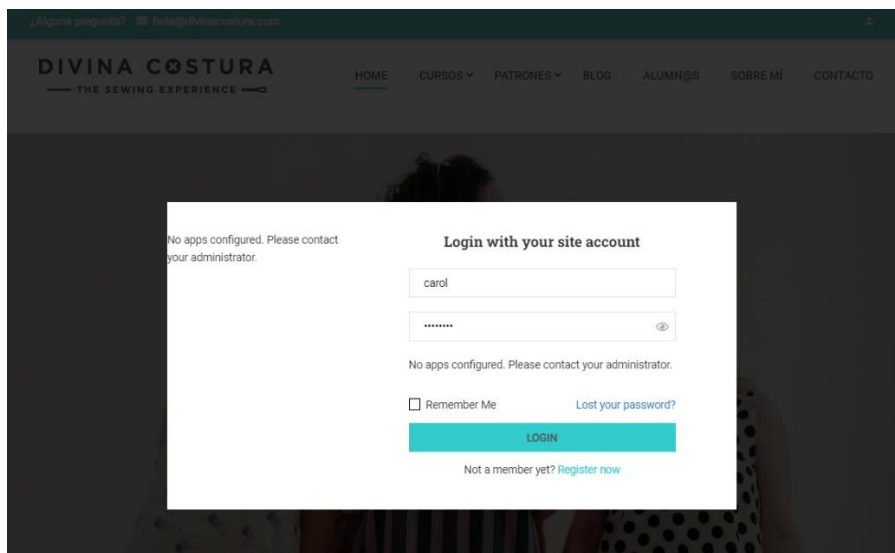 ¿Alguna pregunta? hola@divinacostura.com
DIVINA COSTURA
THE SEWING EXPERIENCE
HOME CURSOS PATRONES BLOG ALUMN@S SOBRE MÍ CONTACTO
No apps configured. Please contact
your administrator.
Login with your site account
carol
••••••••
No apps configured. Please contact your administrator.
Remember Me Lost your password?
LOGIN
Not a member yet? Register now